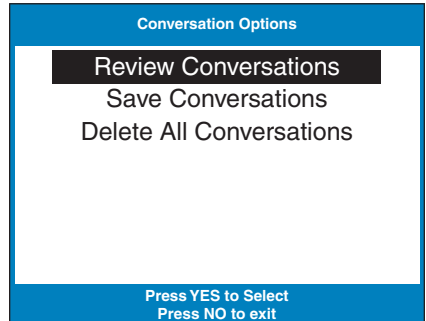 Conversation Options
Review Conversations
Save Conversations
Delete All Conversations
Press YES to Select
Press NO to exit